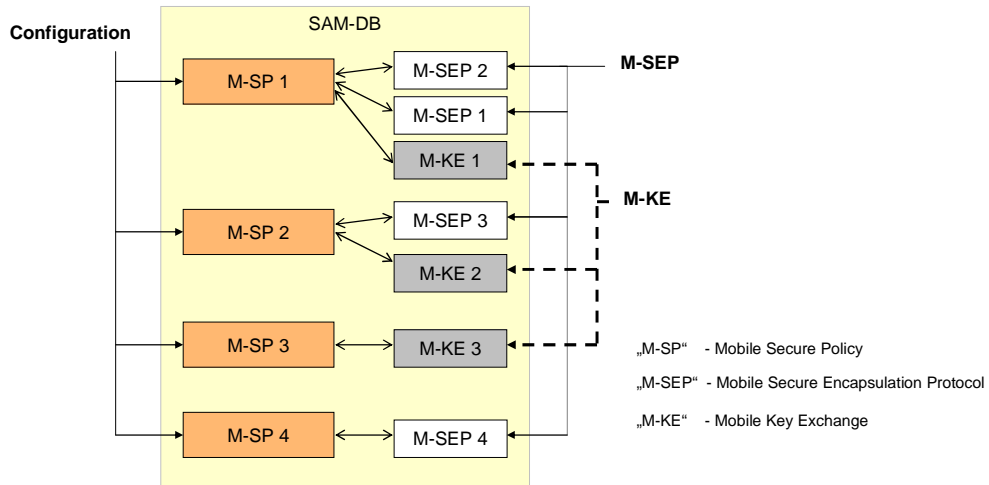 SAM-DB
Configuration
M-SP 1
M-SEP 2
M-SEP
M-SEP 1
M-KE 1
M-KE
M-SP 2
M-SEP 3
M-KE 2
M-SP 3
M-KE 3
„M-SP“ - Mobile Secure Policy
„M-SEP“ - Mobile Secure Encapsulation Protocol
„M-KE“ - Mobile Key Exchange
M-SP 4
M-SEP 4